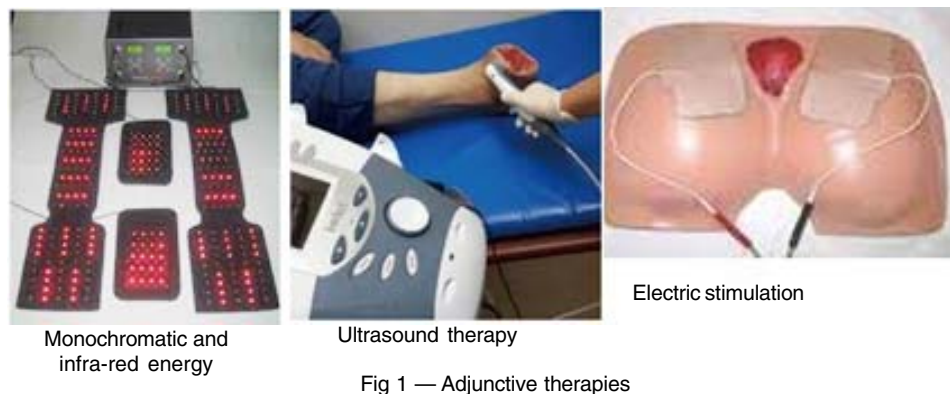 Monochromatic and
infra-red energy
Ultrasound therapy
Electric stimulation
Fig 1 — Adjunctive therapies